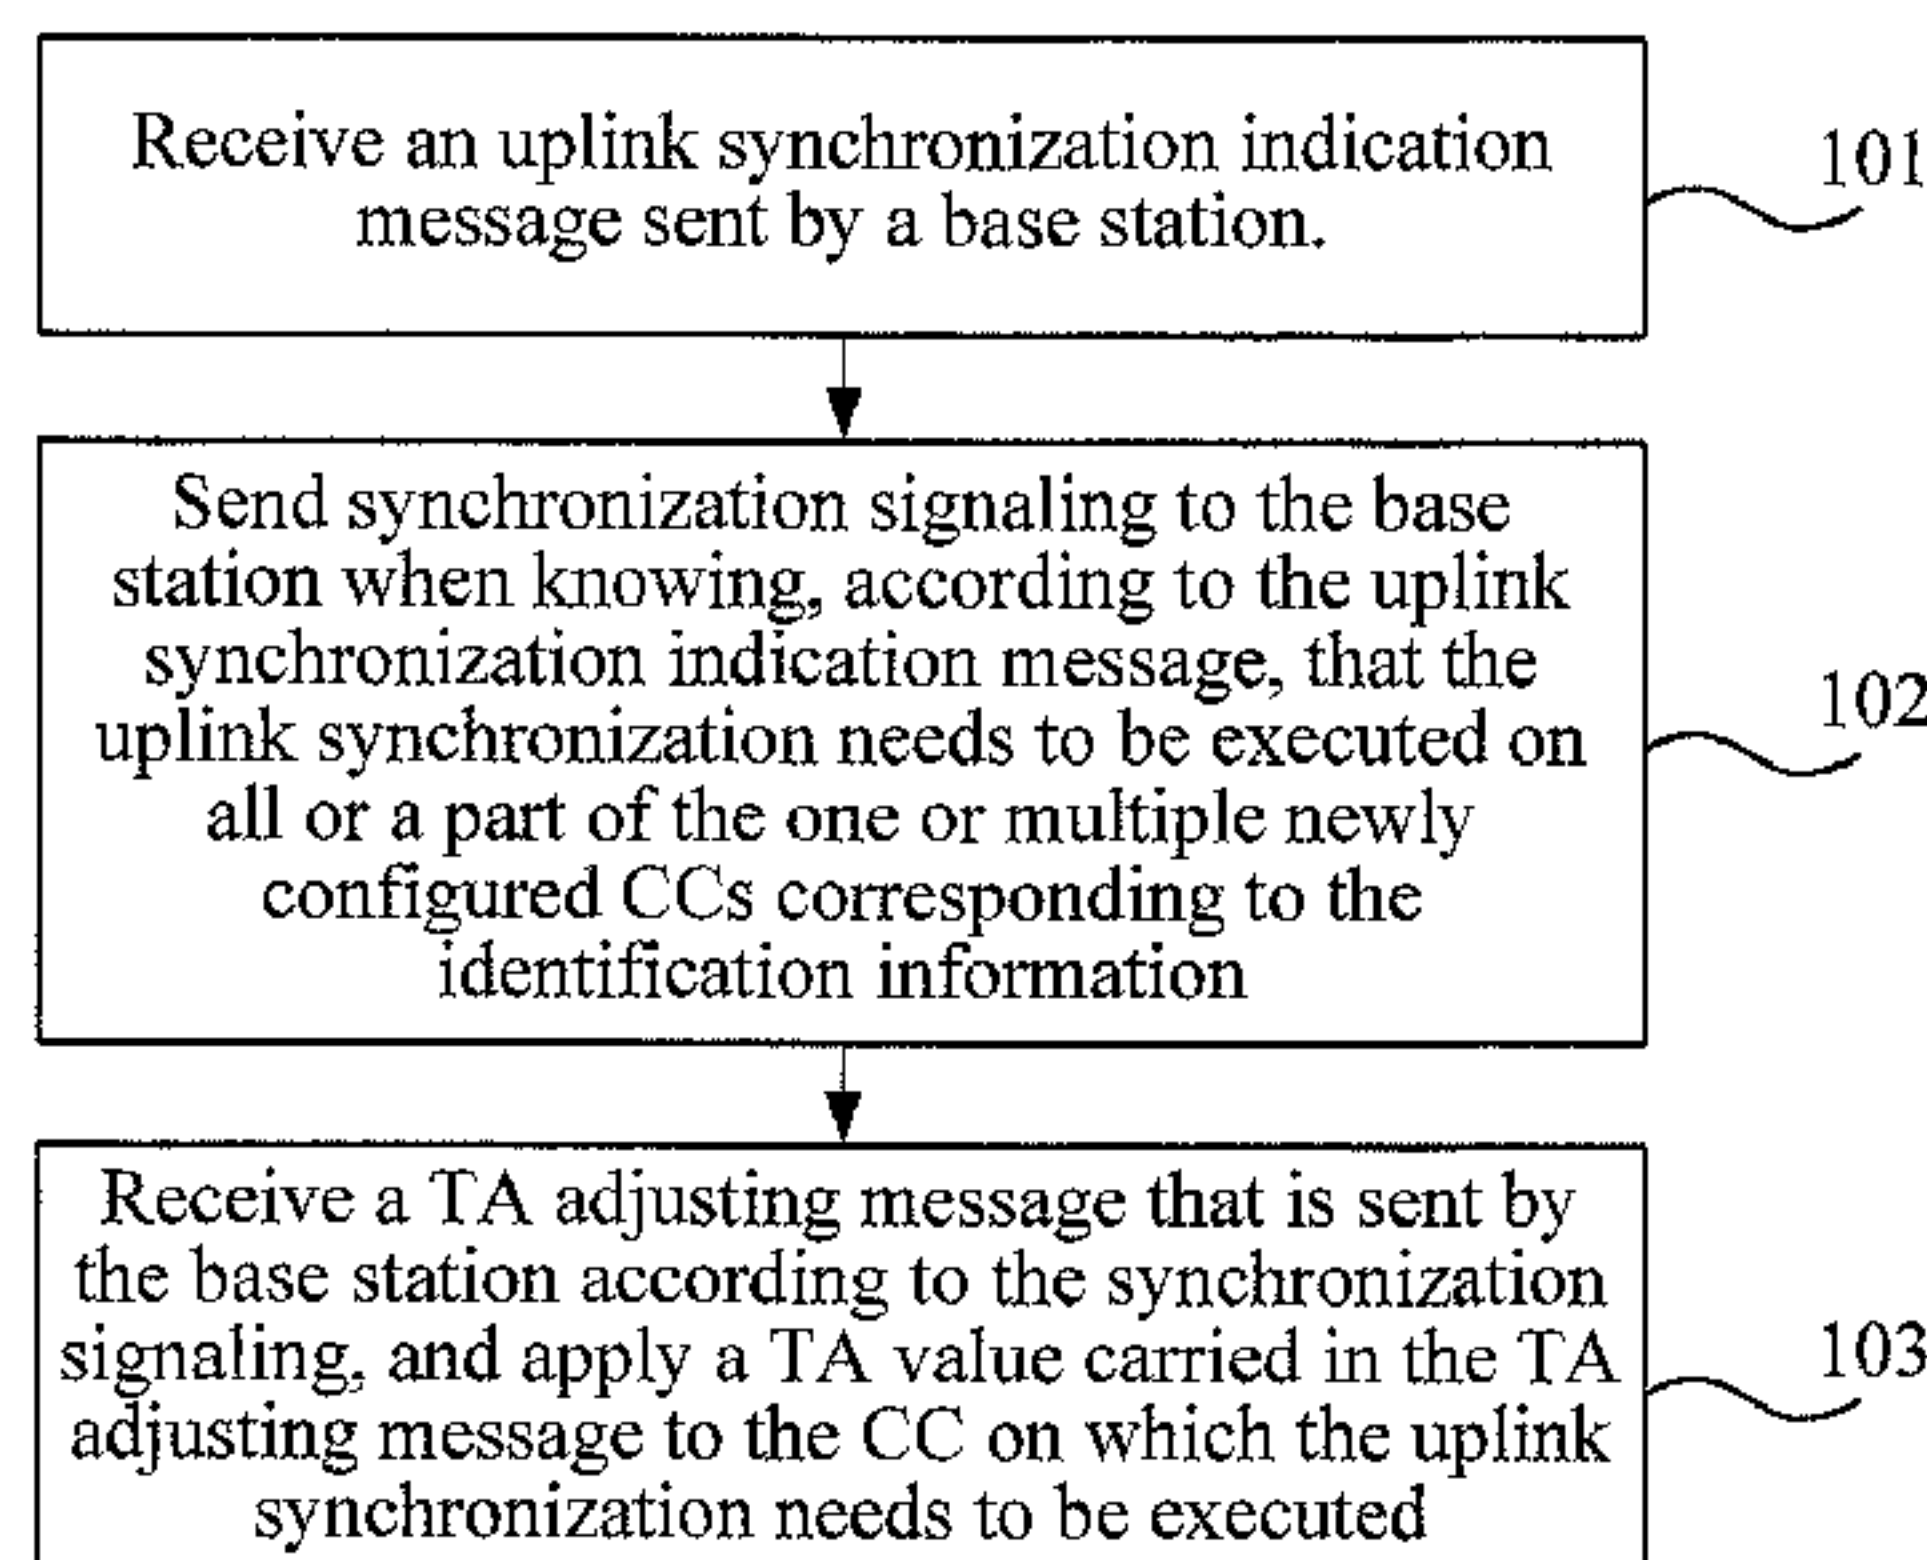 Receive an uplink synchronization indication
message sent by a base station.
101
Send synchronization signaling to the base
station when knowing, according to the uplink
synchronization indication message, that the
uplink synchronization needs to be executed on
all or a part of the one or multiple newly
configured CCs corresponding to the
identification information
102
Receive a TA adjusting message that is sent by
the base station according to the synchronization
signaling, and apply a TA value carried in the TA
adjusting message to the CC on which the uplink
synchronization needs to be executed
103